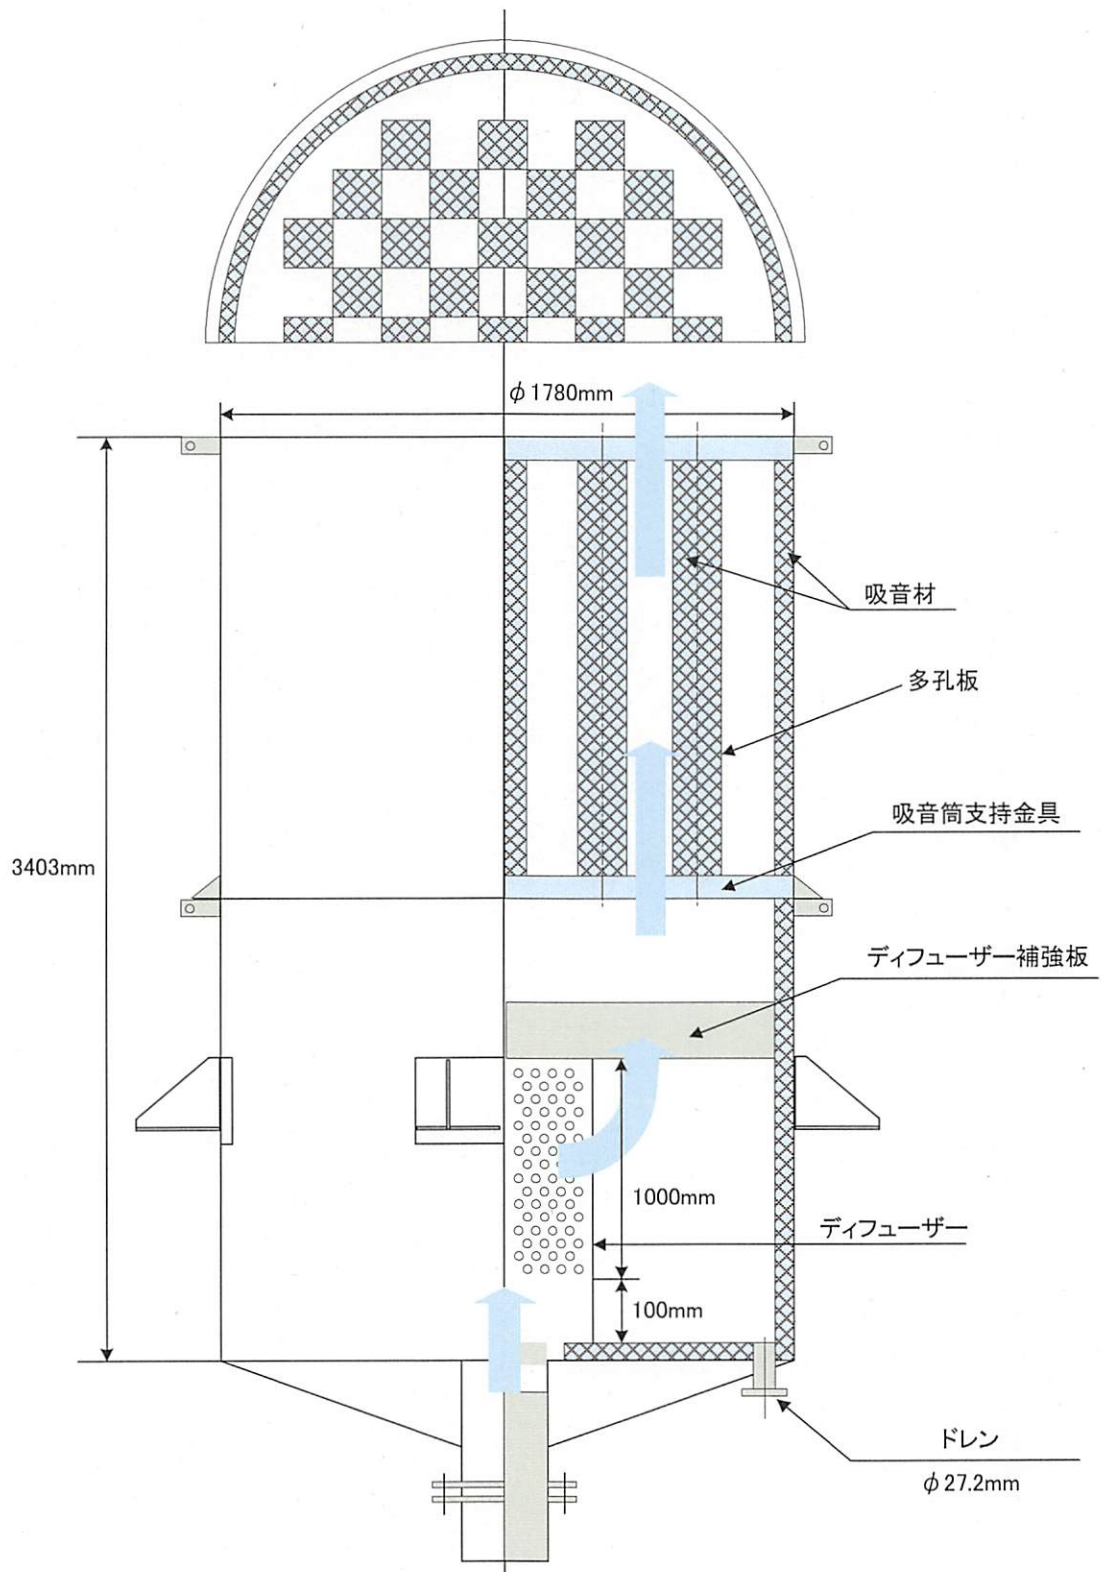 φ1780mm
吸音材
多孔板
吸音筒支持金具
3403mm
ディフューザー補強板
1000mm
ディフューザー
100mm
ドレン
φ27.2mm